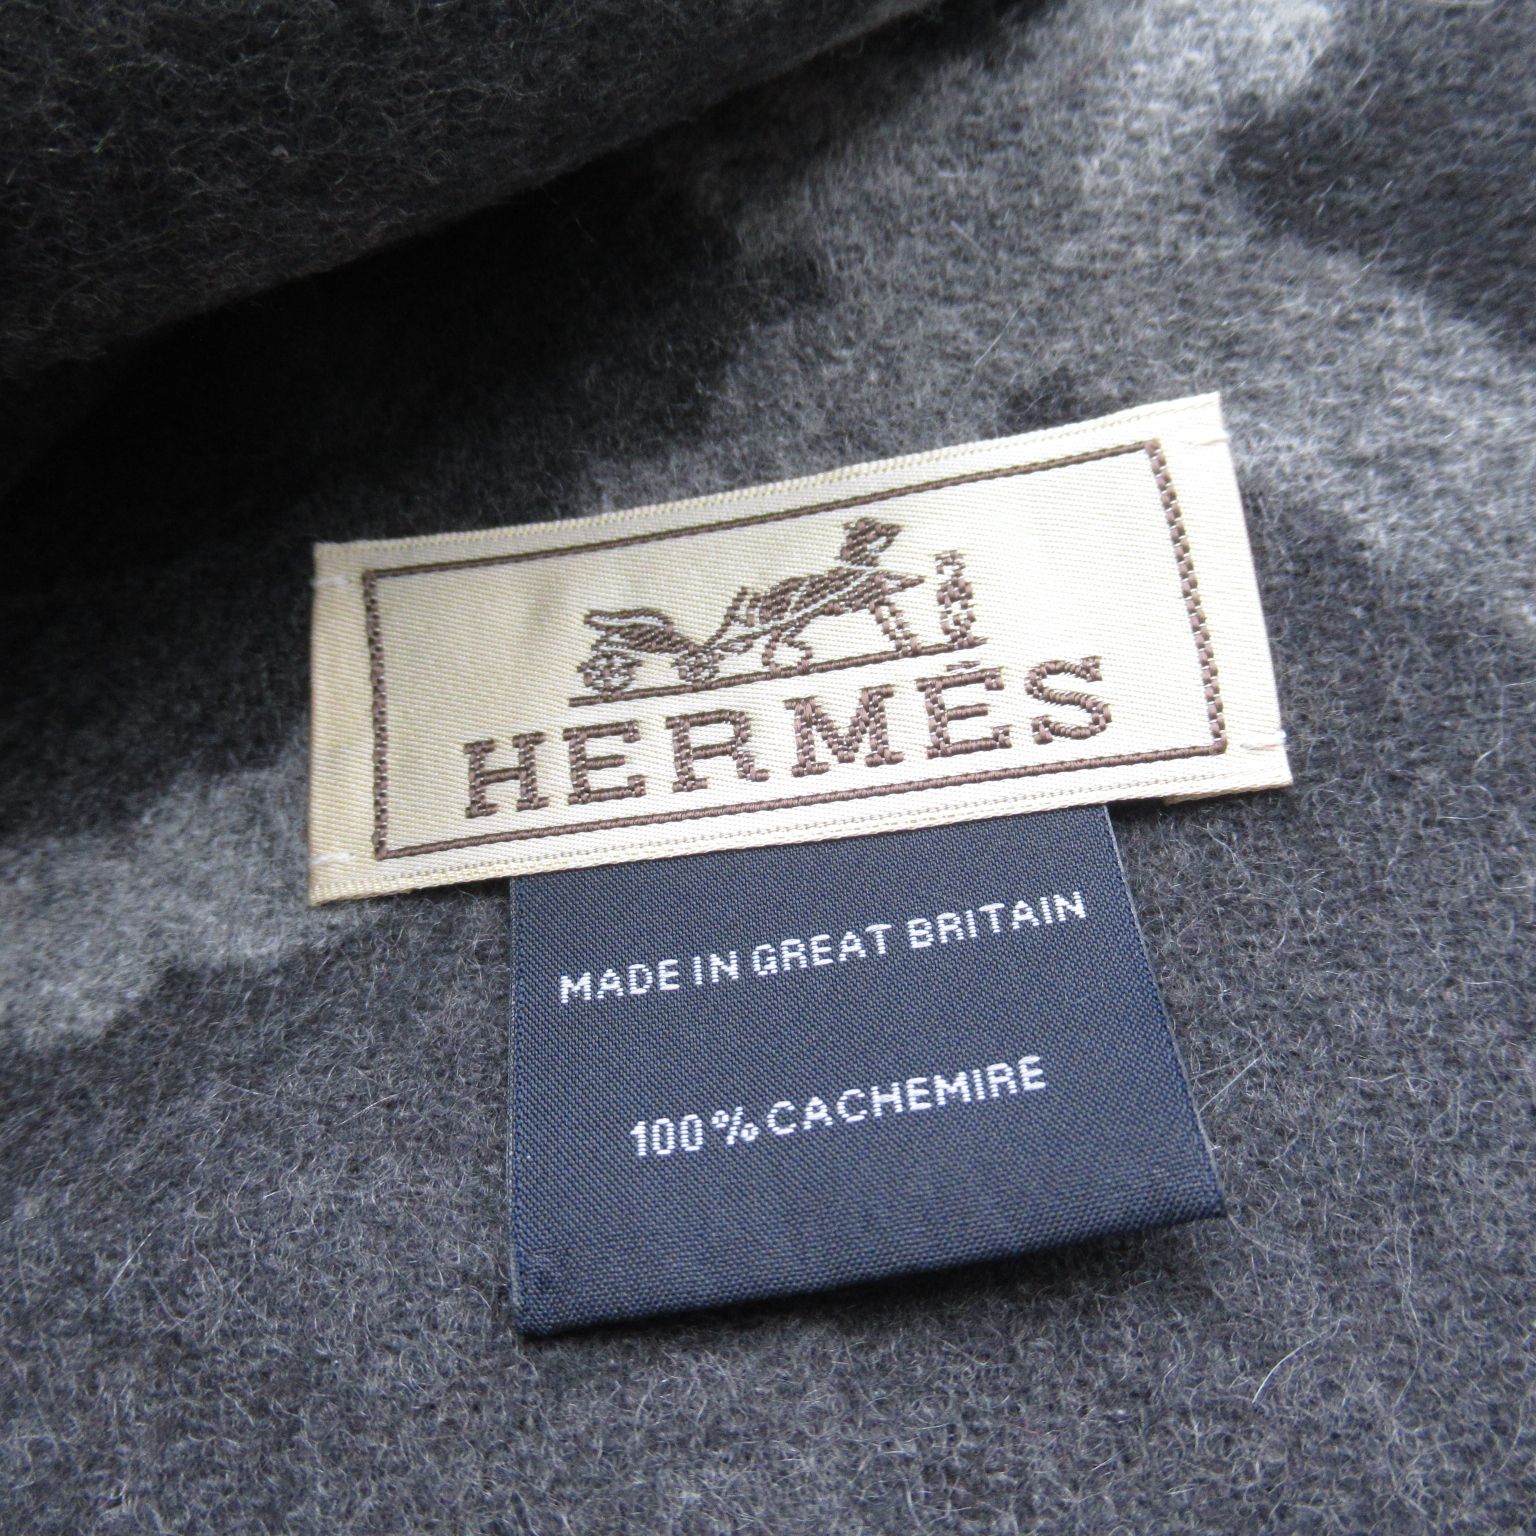 HERMÈS
MADE IN GREAT BRITAIN
100% CACHEMIRE